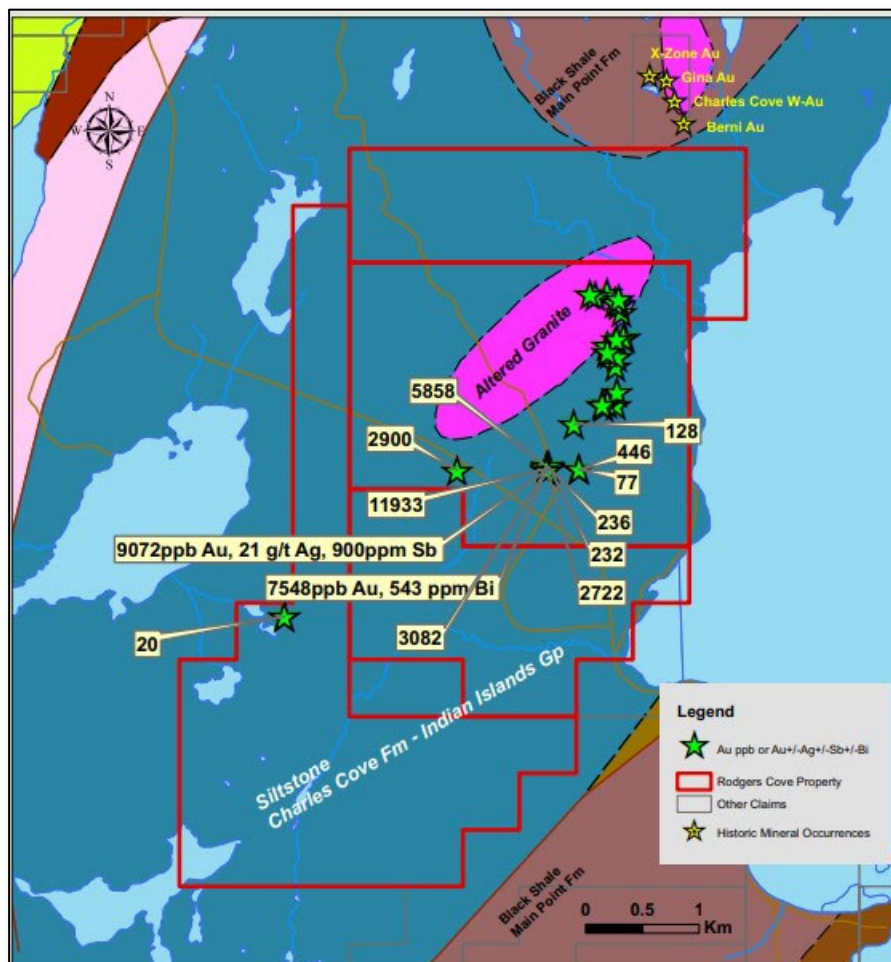 X-Zone Au
Gina Au
Charles Cove W-Au
Berni Au
Black Shale
Main Point Fm
N
W
E
S
Altered Granite
5858
128
2900
446
77
11933
236
9072ppb Au, 21 g/t Ag, 900ppm Sb
232
7548ppb Au, 543 ppm Bi
2722
3082
20
Siltstone
Charles Cove Fm - Indian Islands Gp
Legend
Au ppb or Au+/-Ag+/-Sb+/-Bi
Rodgers Cove Property
Other Claims
Historic Mineral Occurrences
Black Shale
Main Point Fm
0 0.5 1
Km